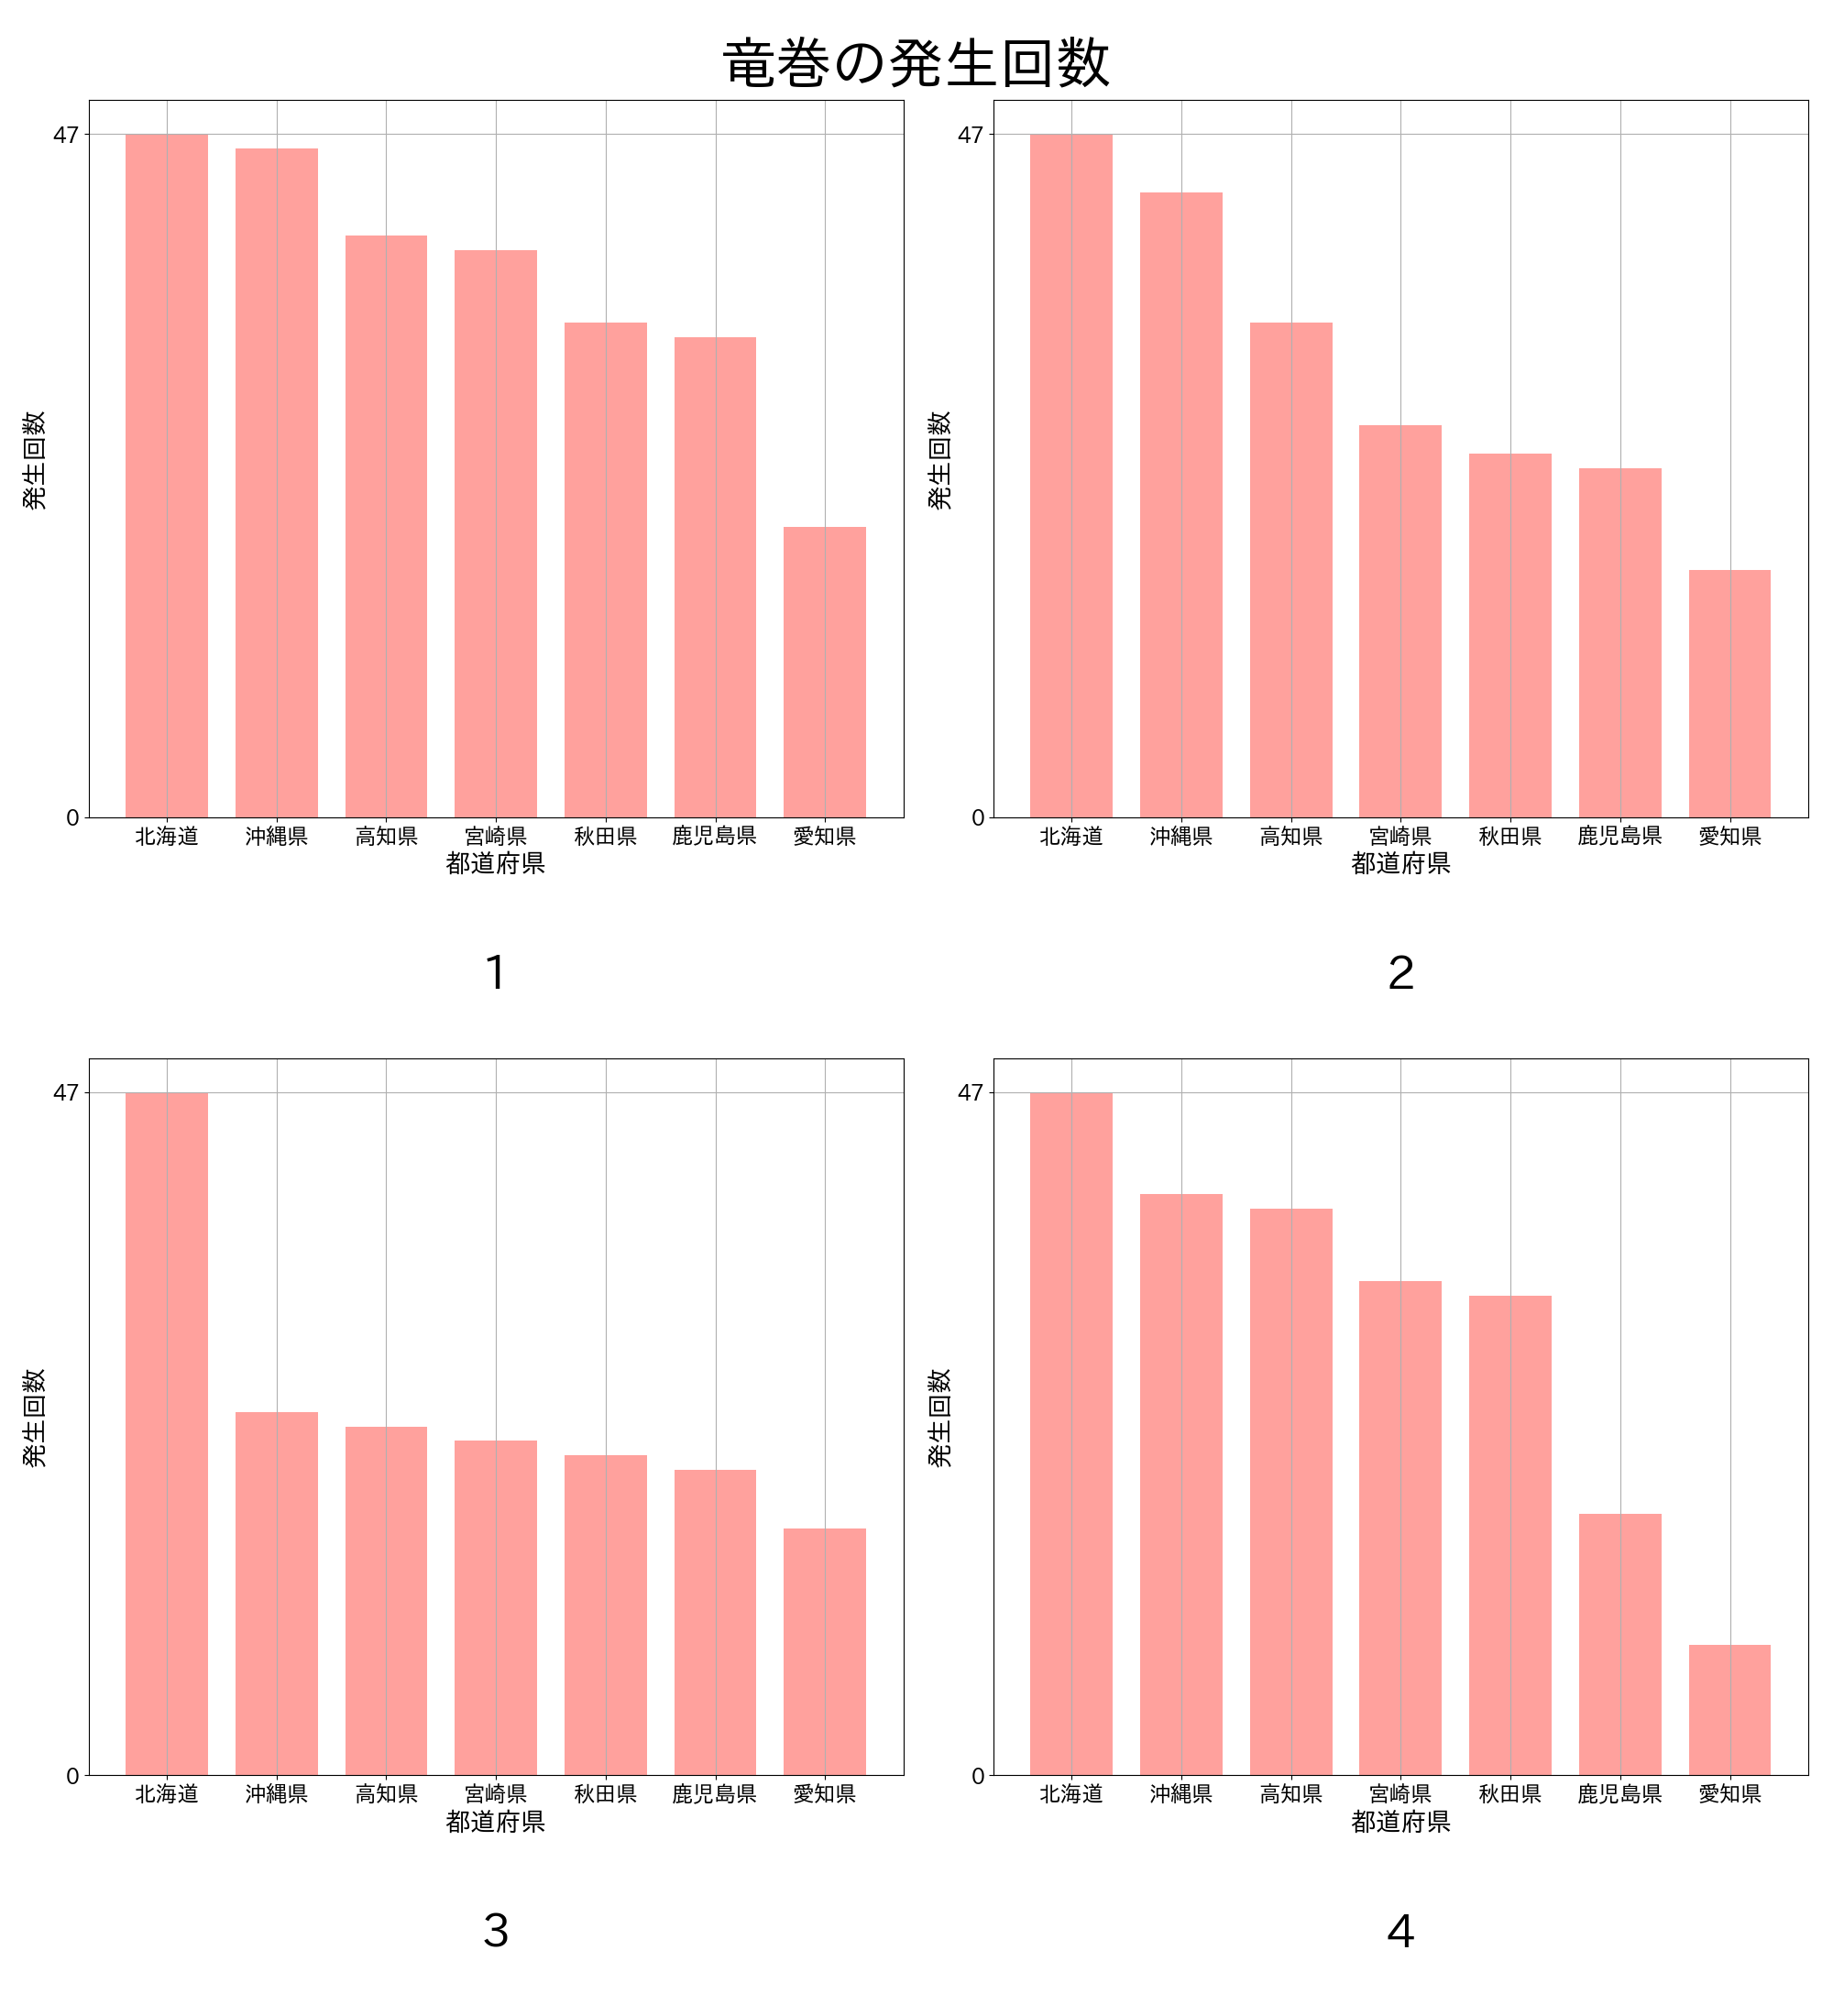 竜巻の発生回数
47
0
発生回数
北海道 沖縄県 高知県 宮崎県 秋田県 鹿児島県 愛知県
都道府県
1
47
0
発生回数
北海道 沖縄県 高知県 宮崎県 秋田県 鹿児島県 愛知県
都道府県
2
47
0
発生回数
北海道 沖縄県 高知県 宮崎県 秋田県 鹿児島県 愛知県
都道府県
3
47
0
発生回数
北海道 沖縄県 高知県 宮崎県 秋田県 鹿児島県 愛知県
都道府県
4